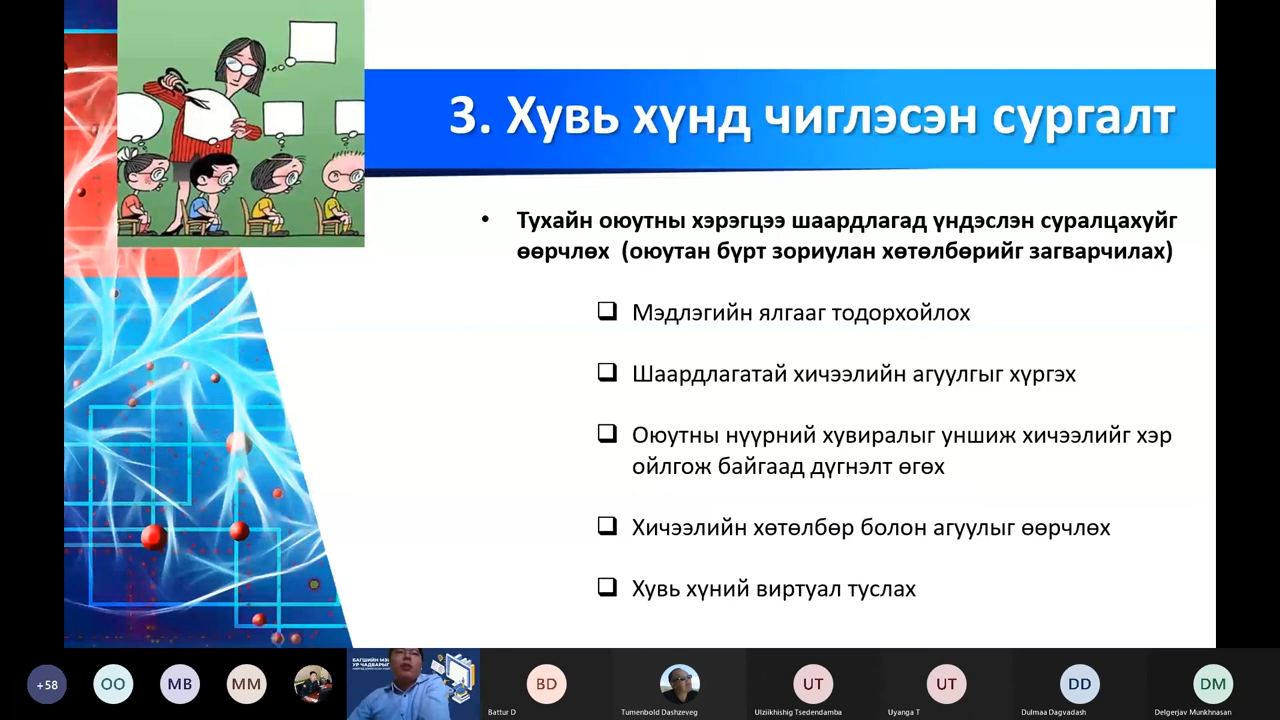 3. Хувь хүнд чиглэсэн сургалт
Тухайн оюутны хэрэгцээ шаардлагад үндэслэн суралцахуйг
өөрчлөх (оюутан бүрт зориулан хөтөлбөрийг загварчилах)
Мэдлэгийн ялгааг тодорхойлох
Шаардлагатай хичээлийн агуулгыг хүргэх
Оюутны нүүрний хувиралыг уншиж хичээлийг хэр
ойлгож байгаад дүгнэлт өгөх
Хичээлийн хөтөлбөр болон агуулыг өөрчлөх
Хувь хүний виртуал туслах
+58
OO
MB
MM
BD
UT
UT
DD
DM
Battur D
Tumenbold Dashzeveg
Ulziikhishig Tsedendamba
Uyanga T
Dulmaa Dagvadash
Delgerjav Munkhnasan